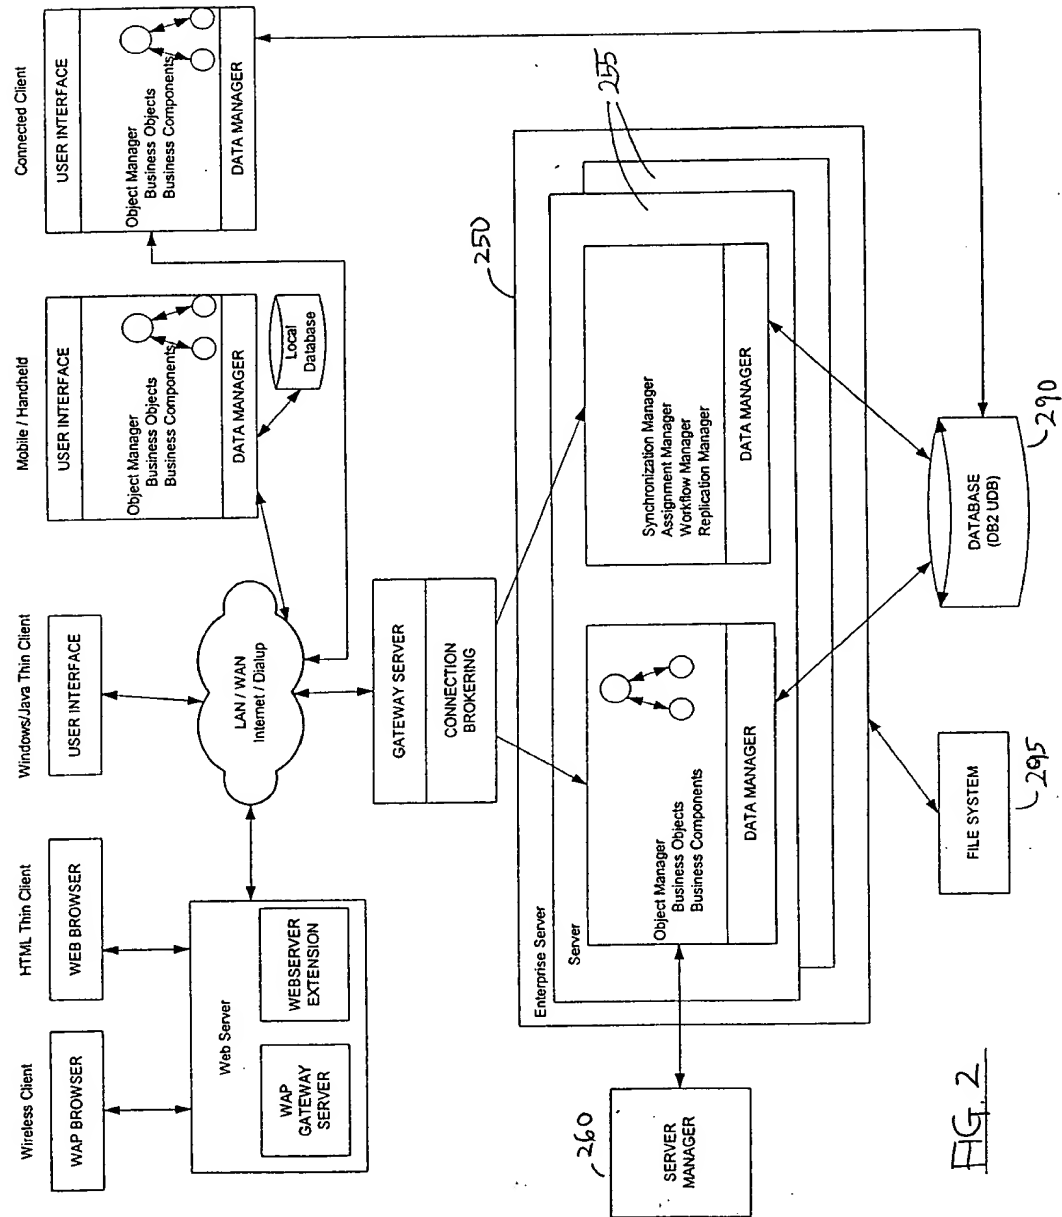 Wireless Client
WAP BROWSER
HTML Thin Client
WEB BROWSER
Windows/Java Thin Client
USER INTERFACE
Mobile / Handheld
USER INTERFACE
Object Manager
Business Objects
Business Components
DATA MANAGER
Local
Database
Connected Client
USER INTERFACE
Object Manager
Business Objects
Business Components
DATA MANAGER
Web Server
WAP
GATEWAY
SERVER
WEBSERVER
EXTENSION
LAN / WAN
Internet / Dialup
GATEWAY SERVER
CONNECTION
BROKERING
250
Enterprise Server
Server
255
Object Manager
Business Objects
Business Components
DATA MANAGER
Synchronization Manager
Assignment Manager
Workflow Manager
Replication Manager
DATA MANAGER
260
SERVER
MANAGER
FILE SYSTEM
295
DATABASE
(DB2 UDB)
290
FIG. 2